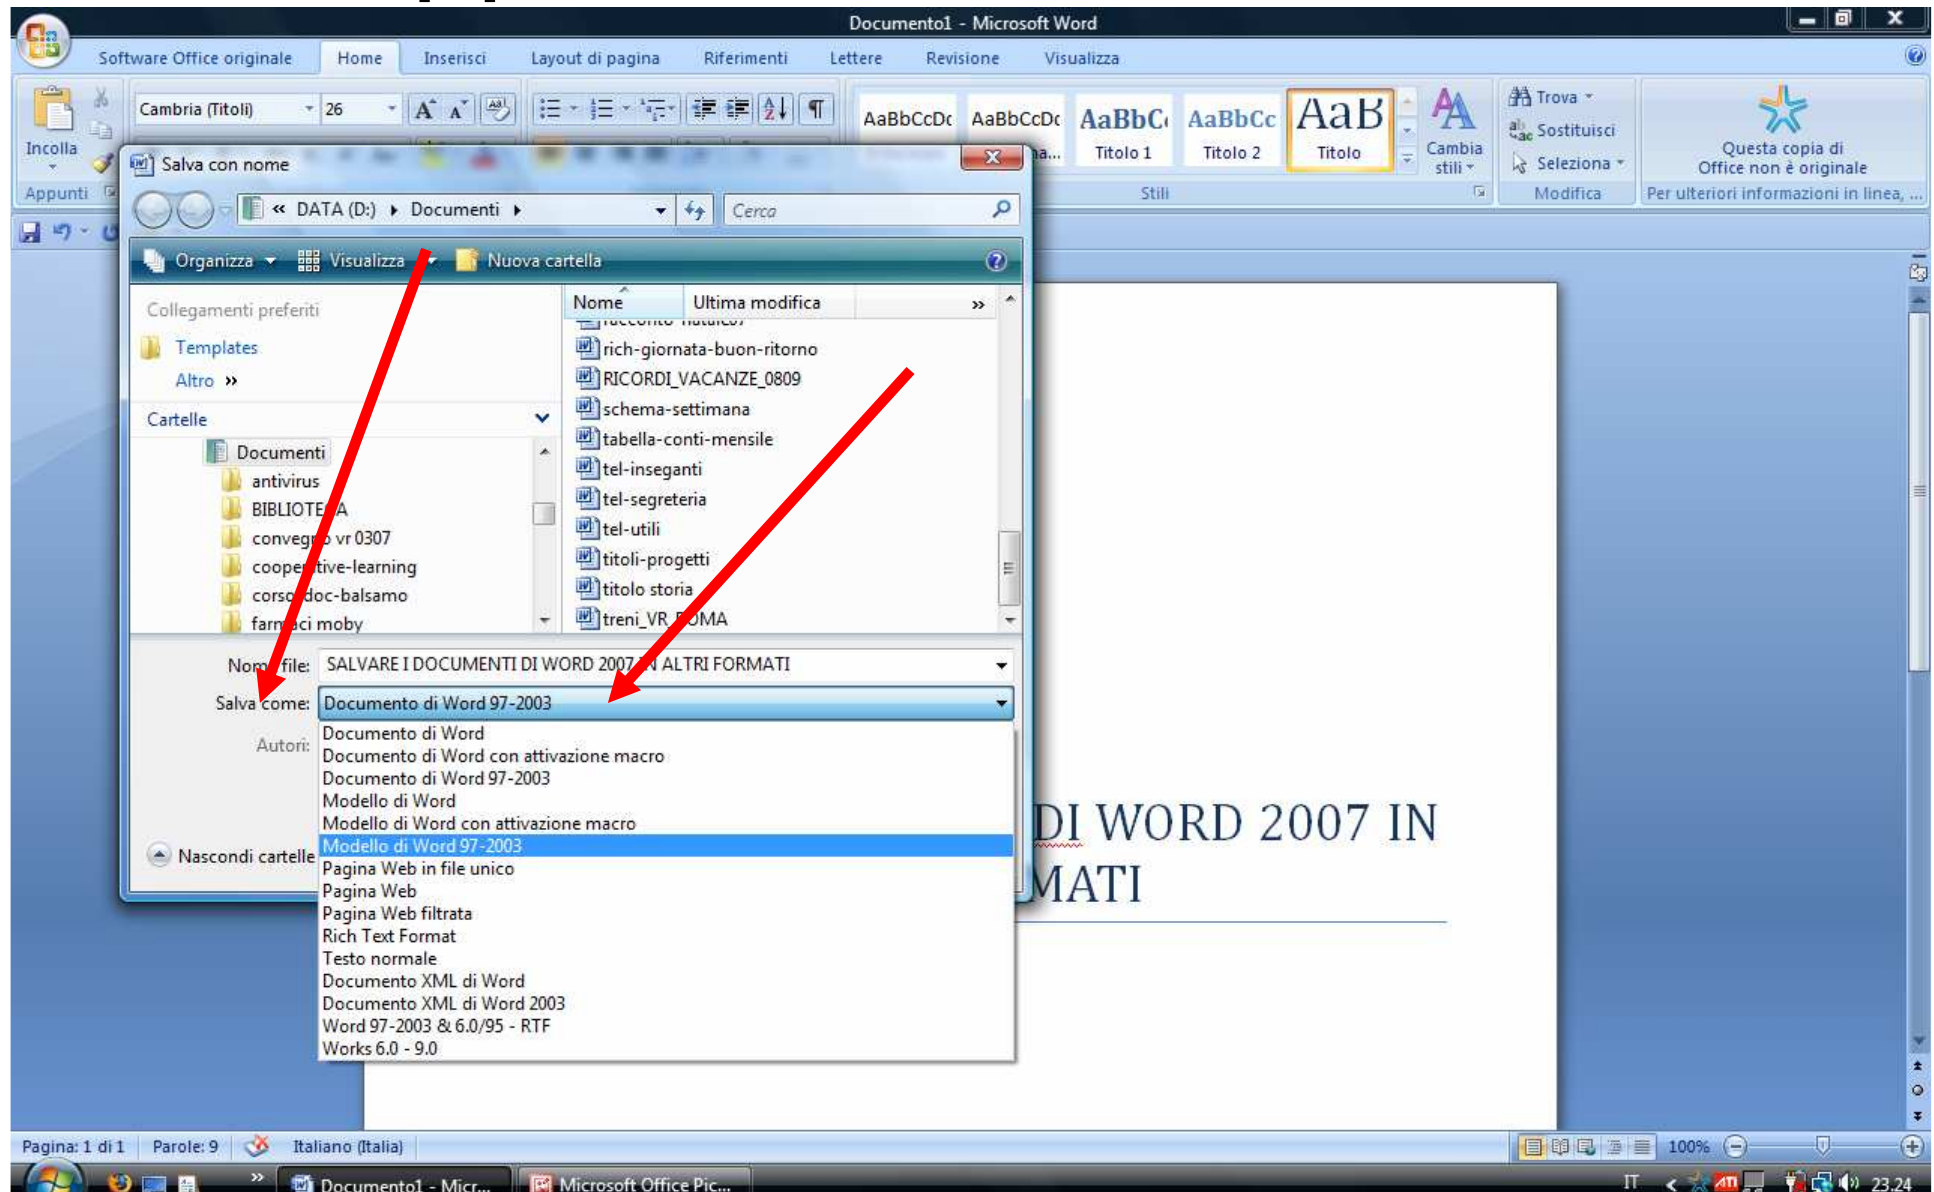 Documento1 - Microsoft Word
Software Office originale Home Inserisci Layout di pagina Riferimenti Lettere Revisione Visualizza
Incolla
Appunti
Cambria (Titoli) 26
AaBbCcDc AaBbCcDc AaBbC AaBbCc AaB
Titolo 1 Titolo 2 Titolo
Cambia
stili
Stili
Trova
Sostituisci
Seleziona
Modifica
Questa copia di
Office non è originale
Per ulteriori informazioni in linea, ...
Salva con nome
« DATA (D:) Documenti
Cerca
Organizza Visualizza Nuova cartella
Collegamenti preferiti
Templates
Altro »
Cartelle
Documenti
antivirus
BIBLIOTECA
convegno vr 0307
cooperative-learning
corso doc-balsamo
farmaci moby
Nome Ultima modifica »
rich-giornata-buon-ritorno
RICORDI_VACANZE_0809
schema-settimana
tabella-conti-mensile
tel-inseganti
tel-segreteria
tel-utili
titoli-progetti
titolo storia
treni_VR_ROMA
Nome file: SALVARE I DOCUMENTI DI WORD 2007 IN ALTRI FORMATI
Salva come: Documento di Word 97-2003
Autori:
Documento di Word
Documento di Word con attivazione macro
Documento di Word 97-2003
Modello di Word
Modello di Word con attivazione macro
Modello di Word 97-2003
Pagina Web in file unico
Pagina Web
Pagina Web filtrata
Rich Text Format
Testo normale
Documento XML di Word
Documento XML di Word 2003
Word 97-2003 & 6.0/95 - RTF
Works 6.0 - 9.0
Nascondi cartelle
DI WORD 2007 IN
MATI
Pagina: 1 di 1 Parole: 9 Italiano (Italia)
100%
» Documento1 - Micr... Microsoft Office Pic...
IT ATI 23.24